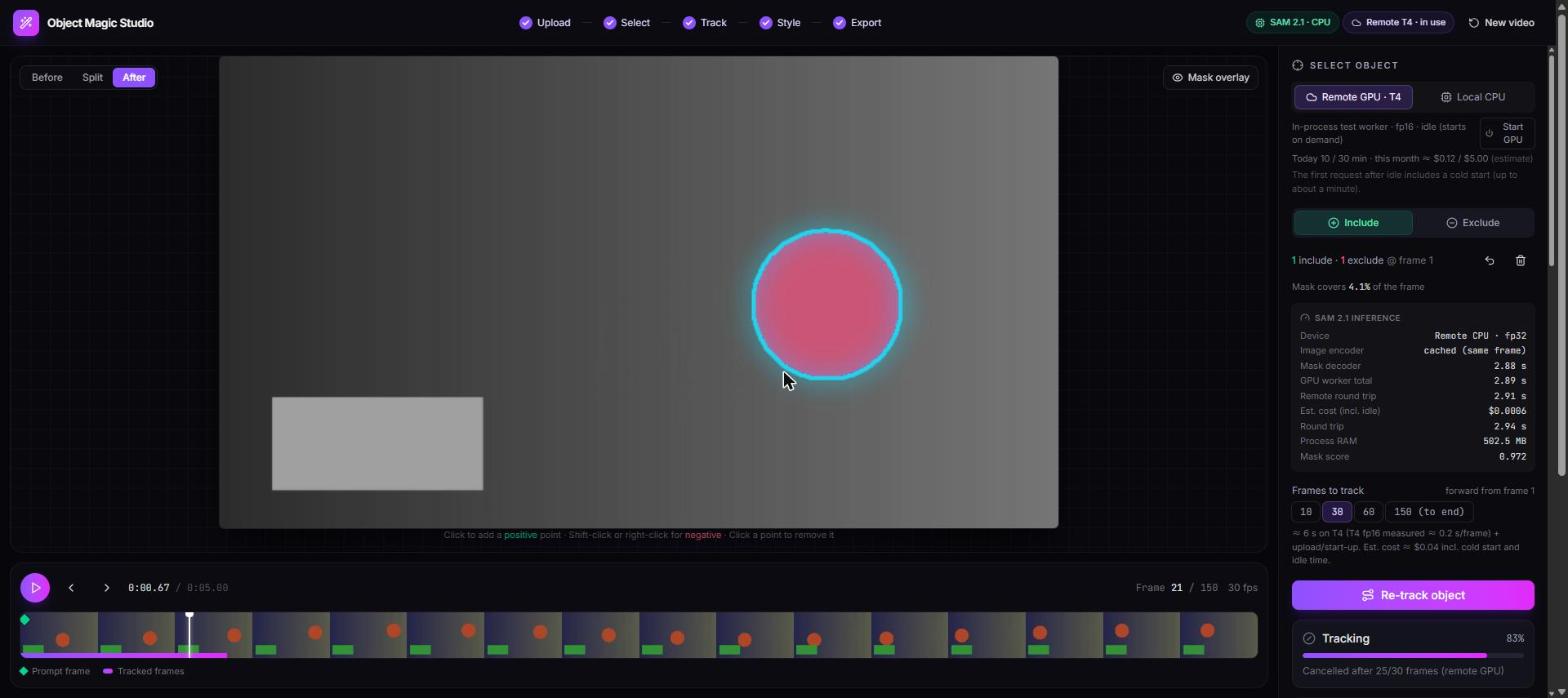 Object Magic Studio
Upload
Select
Track
Style
Export
SAM 2.1 · CPU
Remote T4 · in use
New video
Before
Split
After
Mask overlay
Click to add a positive point · Shift-click or right-click for negative · Click a point to remove it
0:00.67 / 0:05.00
Frame 21 / 150 30 fps
Prompt frame
Tracked frames
SELECT OBJECT
Remote GPU · T4
Local CPU
In-process test worker · fp16 · idle (starts
on demand)
Start
GPU
Today 10 / 30 min · this month ≈ $0.12 / $5.00 (estimate)
The first request after idle includes a cold start (up to
about a minute).
Include
Exclude
1 include · 1 exclude @ frame 1
Mask covers 4.1% of the frame
SAM 2.1 INFERENCE
Device Remote CPU · fp32
Image encoder cached (same frame)
Mask decoder 2.88 s
GPU worker total 2.89 s
Remote round trip 2.91 s
Est. cost (incl. idle) $0.0006
Round trip 2.94 s
Process RAM 502.5 MB
Mask score 0.972
Frames to track forward from frame 1
10 30 60 150 (to end)
≈ 6 s on T4 (T4 fp16 measured ≈ 0.2 s/frame) +
upload/start-up. Est. cost ≈ $0.04 incl. cold start and
idle time.
Re-track object
Tracking 83%
Cancelled after 25/30 frames (remote GPU)